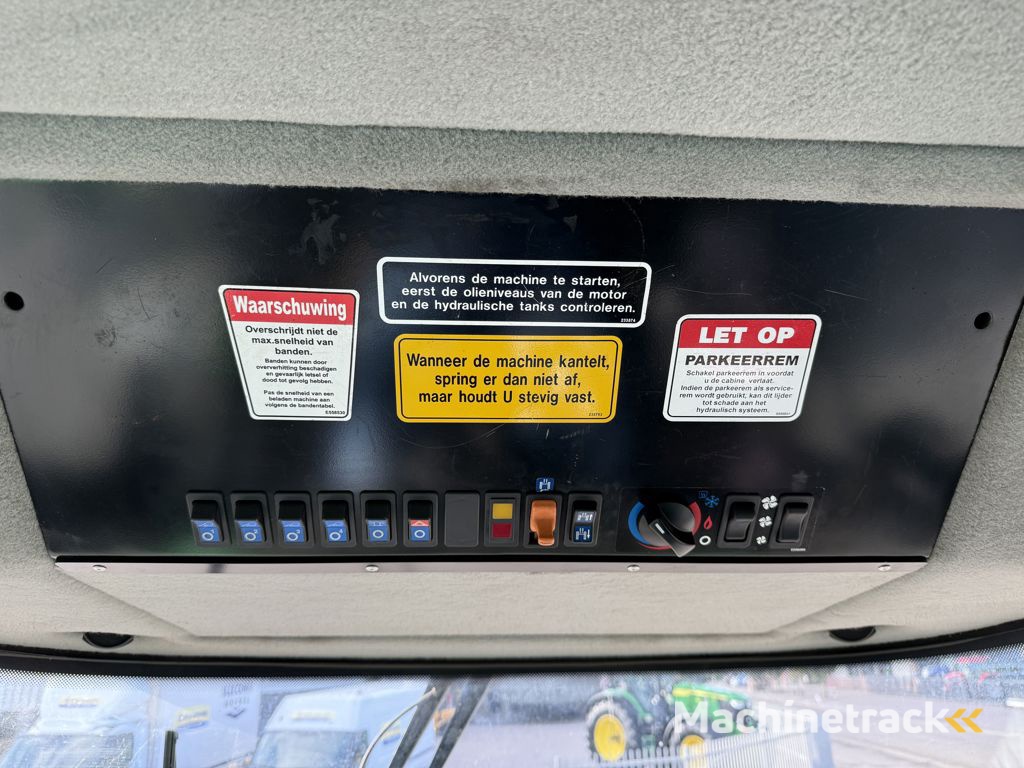 Waarschuwing
Overschrijdt niet de
max.snelheid van
banden.
Banden kunnen door
oververhitting beschadigen
en gevaarlijk letsel of
dood tot gevolg hebben.
Pas de snelheid van een
beladen machine aan
volgens de bandentabel.
E558530
Alvorens de machine te starten,
eerst de olieniveaus van de motor
en de hydraulische tanks controleren.
233874
Wanneer de machine kantelt,
spring er dan niet af,
maar houdt U stevig vast.
LET OP
PARKEERREM
Schakel parkeerrem in voordat
u de cabine verlaat.
Indien de parkeerem als service-
rem wordt gebruikt, kan dit lijder
tot schade aan het
hydraulisch systeem.
Machinetrack